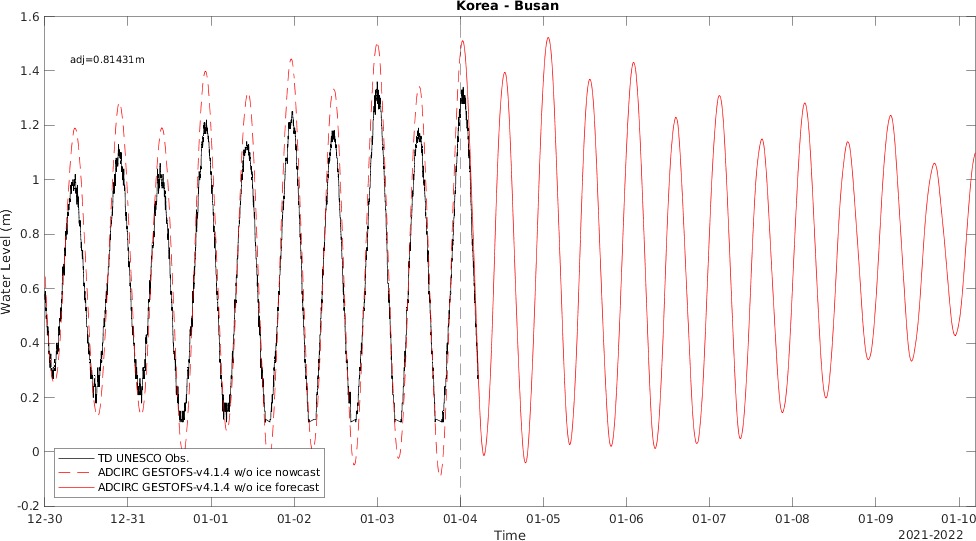 Korea - Busan
adj=0.81431m
1.6
1.4
1.2
1
0.8
0.6
0.4
0.2
0
-0.2
Water Level (m)
TD UNESCO Obs.
ADCIRC GESTOFS-v4.1.4 w/o ice nowcast
ADCIRC GESTOFS-v4.1.4 w/o ice forecast
12-30 12-31 01-01 01-02 01-03 01-04 01-05 01-06 01-07 01-08 01-09 01-10
Time
2021-2022